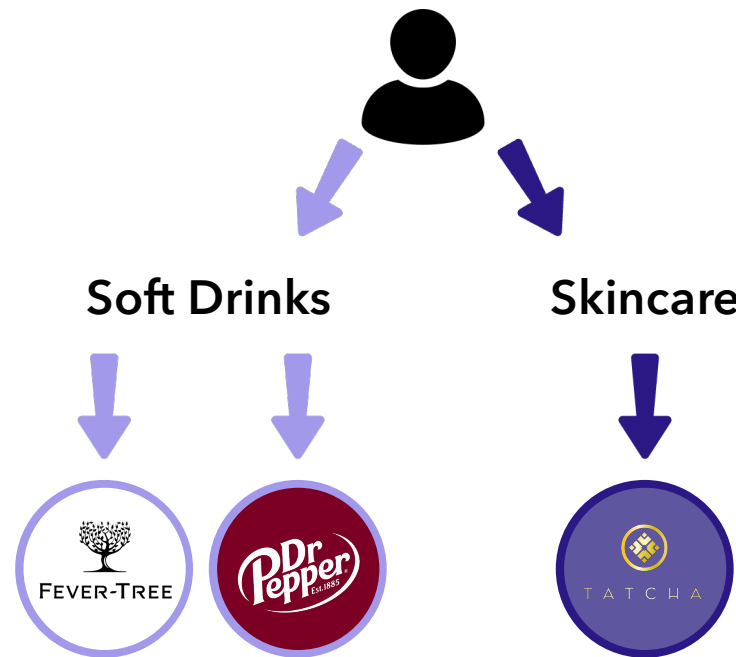 Soft Drinks
Skincare
FEVER-TREE
Dr
Pepper
Est.1885
TATCHA